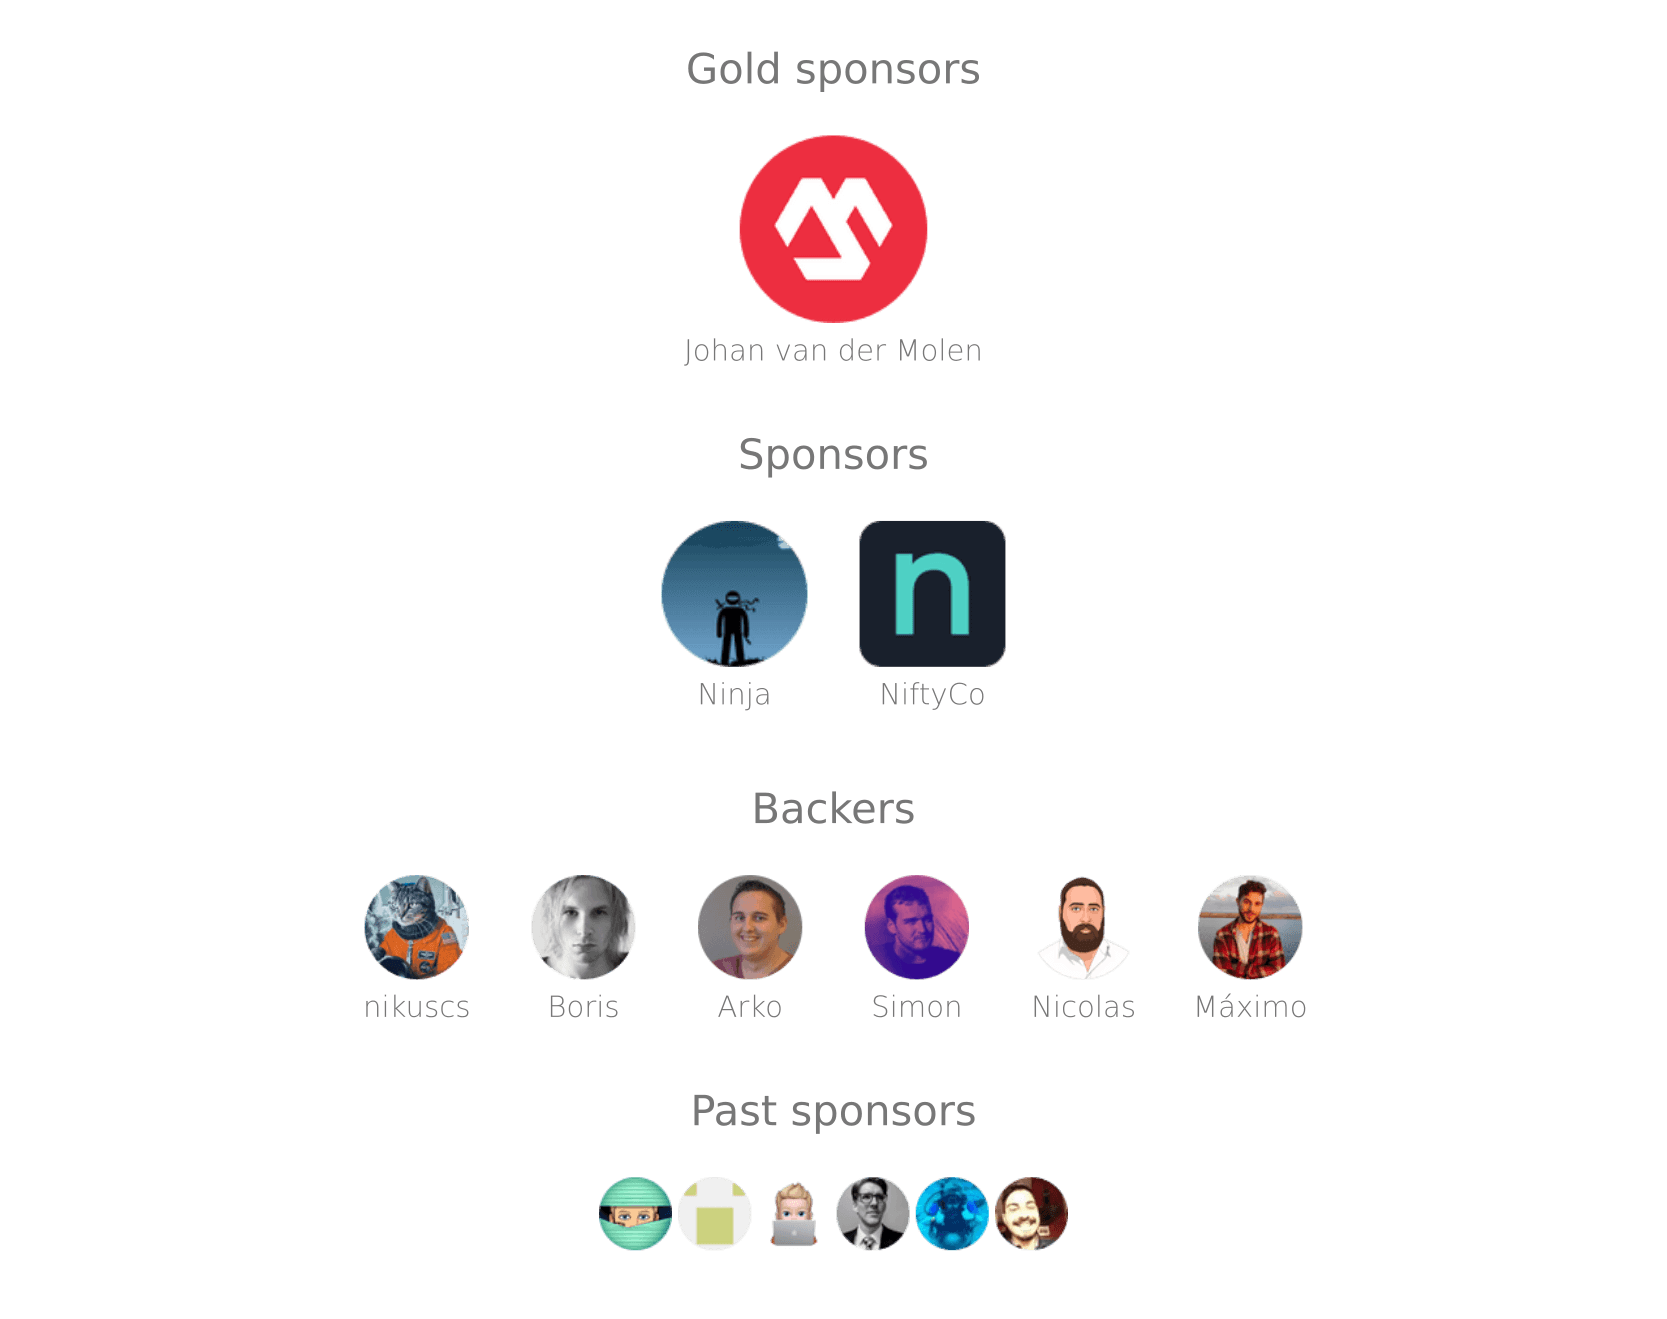 Gold sponsors
Johan van der Molen
Sponsors
n
Ninja NiftyCo
Backers
nikuscs Boris Arko Simon Nicolas Máximo
Past sponsors